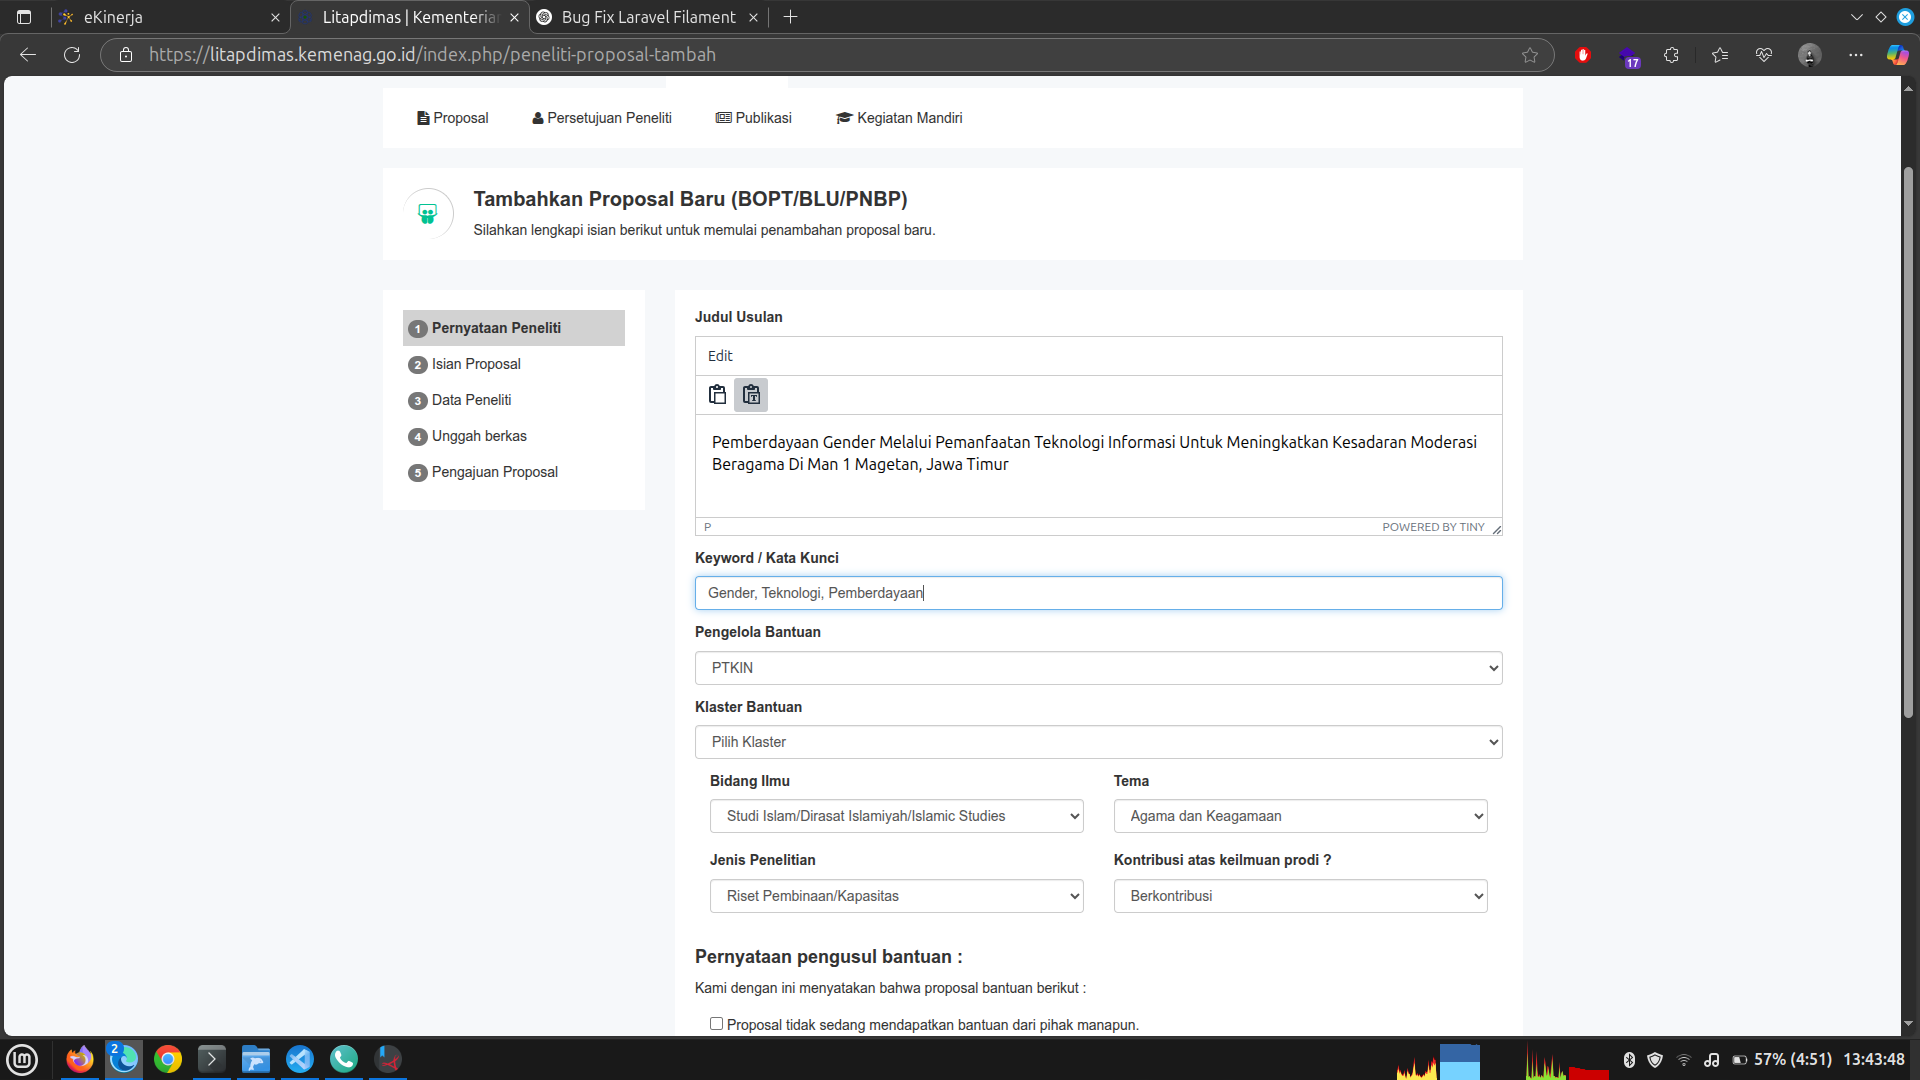 eKinerja
Litapdimas | Kementeria
Bug Fix Laravel Filament
https://litapdimas.kemenag.go.id/index.php/peneliti-proposal-tambah
17
Proposal
Persetujuan Peneliti
Publikasi
Kegiatan Mandiri
Tambahkan Proposal Baru (BOPT/BLU/PNBP)
Silahkan lengkapi isian berikut untuk memulai penambahan proposal baru.
1 Pernyataan Peneliti
2 Isian Proposal
3 Data Peneliti
4 Unggah berkas
5 Pengajuan Proposal
Judul Usulan
Edit
Pemberdayaan Gender Melalui Pemanfaatan Teknologi Informasi Untuk Meningkatkan Kesadaran Moderasi
Beragama Di Man 1 Magetan, Jawa Timur
P
POWERED BY TINY
Keyword / Kata Kunci
Gender, Teknologi, Pemberdayaan
Pengelola Bantuan
PTKIN
Klaster Bantuan
Pilih Klaster
Bidang Ilmu
Tema
Studi Islam/Dirasat Islamiyah/Islamic Studies
Agama dan Keagamaan
Jenis Penelitian
Kontribusi atas keilmuan prodi ?
Riset Pembinaan/Kapasitas
Berkontribusi
Pernyataan pengusul bantuan :
Kami dengan ini menyatakan bahwa proposal bantuan berikut :
Proposal tidak sedang mendapatkan bantuan dari pihak manapun.
2
57% (4:51)
13:43:48